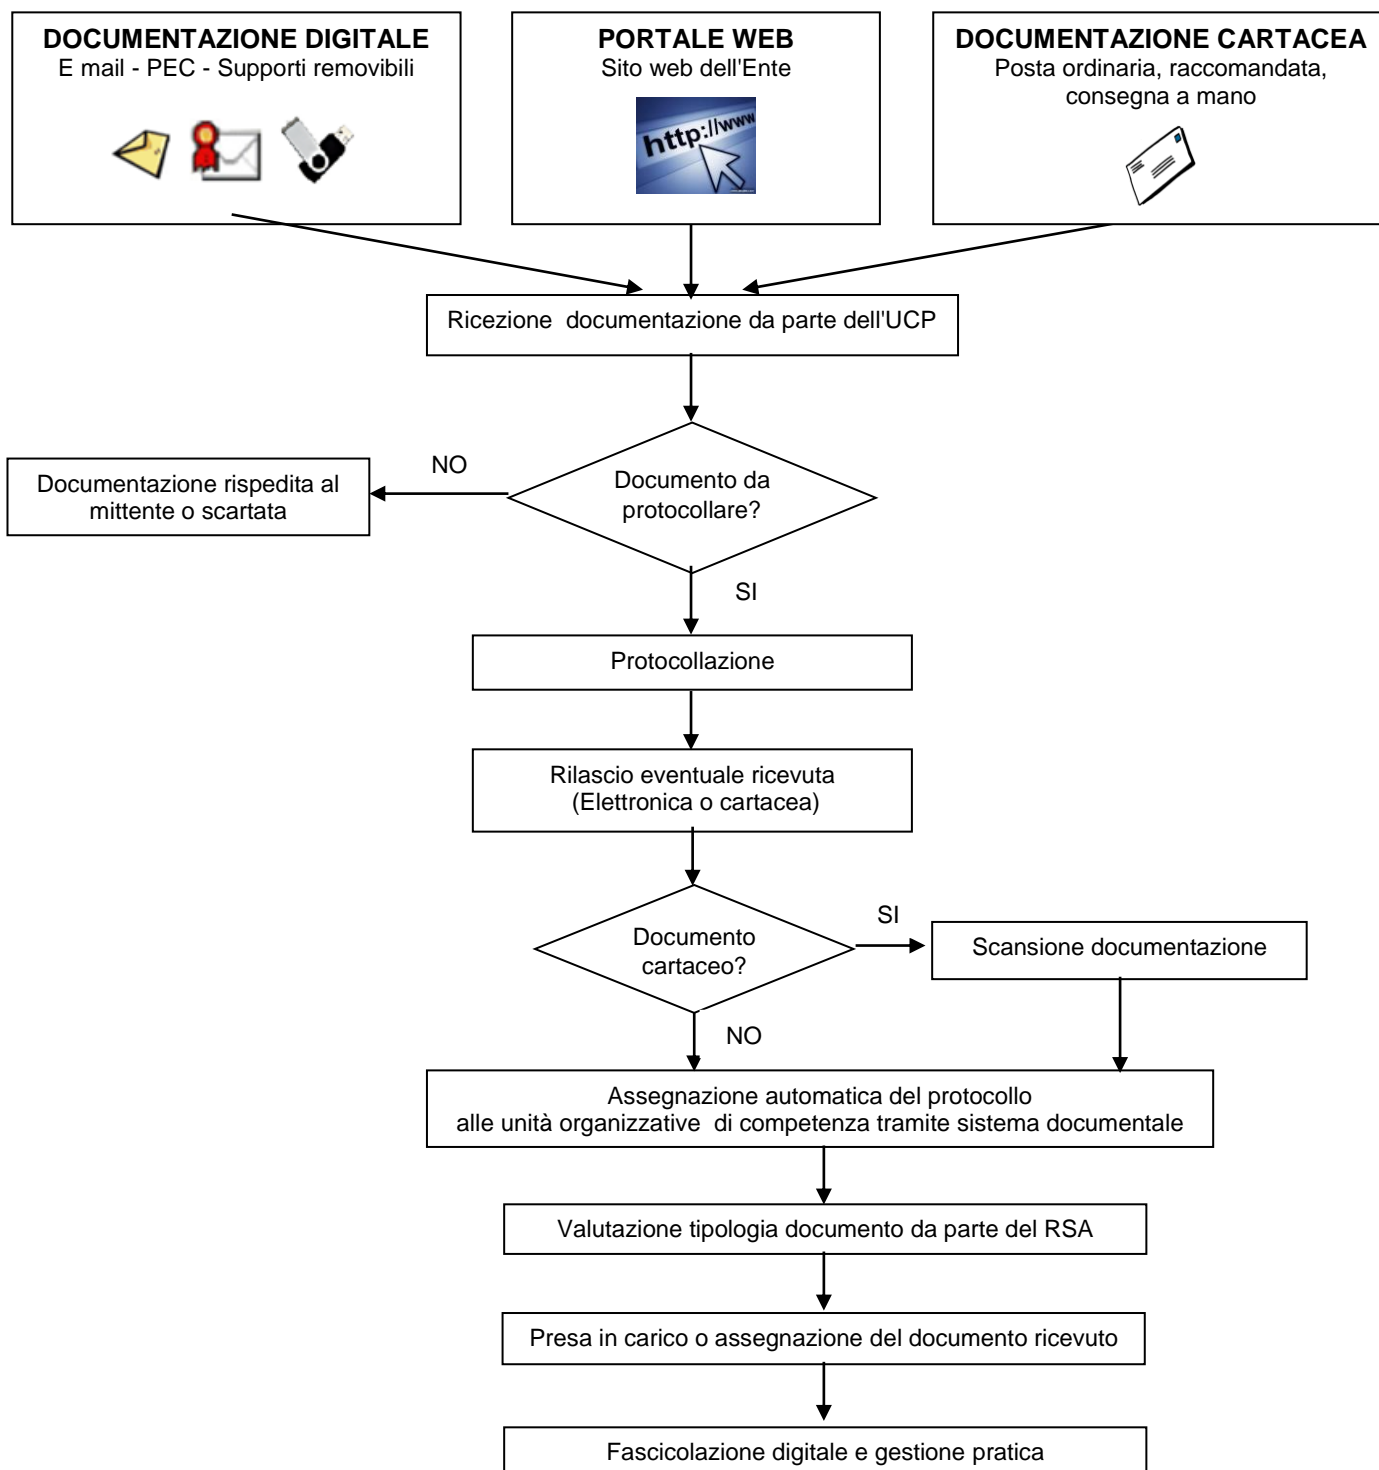 DOCUMENTAZIONE DIGITALE
E mail - PEC - Supporti removibili
PORTALE WEB
Sito web dell'Ente
http://www
DOCUMENTAZIONE CARTACEA
Posta ordinaria, raccomandata,
consegna a mano
Ricezione documentazione da parte dell'UCP
NO
Documento da
protocollare?
Documentazione rispedita al
mittente o scartata
SI
Protocollazione
Rilascio eventuale ricevuta
(Elettronica o cartacea)
SI
Documento
cartaceo?
Scansione documentazione
NO
Assegnazione automatica del protocollo
alle unità organizzative di competenza tramite sistema documentale
Valutazione tipologia documento da parte del RSA
Presa in carico o assegnazione del documento ricevuto
Fascicolazione digitale e gestione pratica